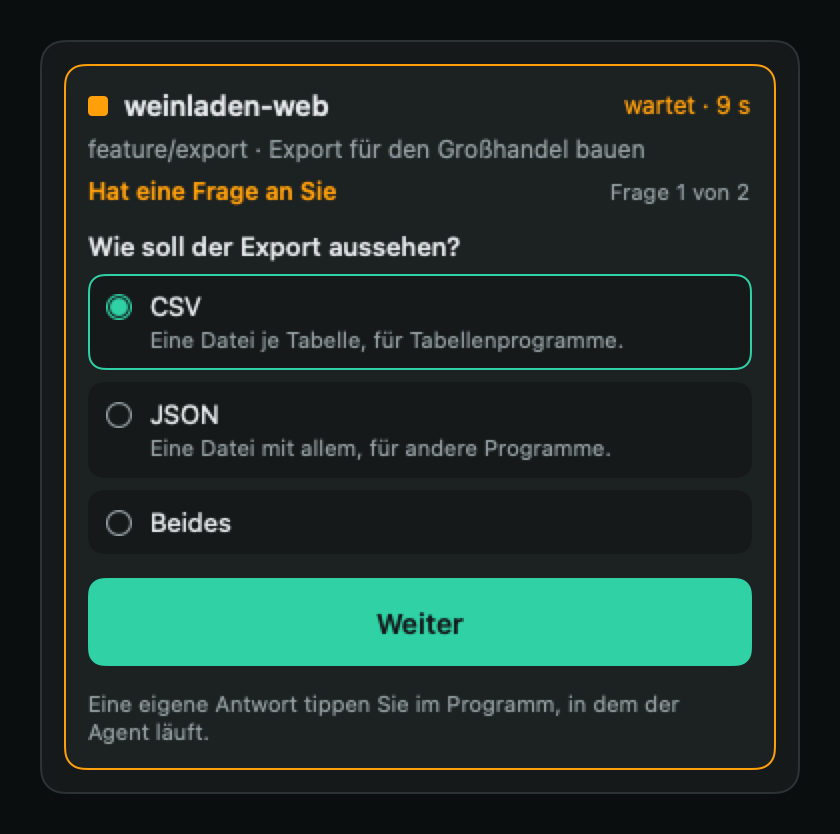 weinladen-web
wartet · 9 s
feature/export · Export für den Großhandel bauen
Hat eine Frage an Sie
Frage 1 von 2
Wie soll der Export aussehen?
CSV
Eine Datei je Tabelle, für Tabellenprogramme.
JSON
Eine Datei mit allem, für andere Programme.
Beides
Weiter
Eine eigene Antwort tippen Sie im Programm, in dem der
Agent läuft.